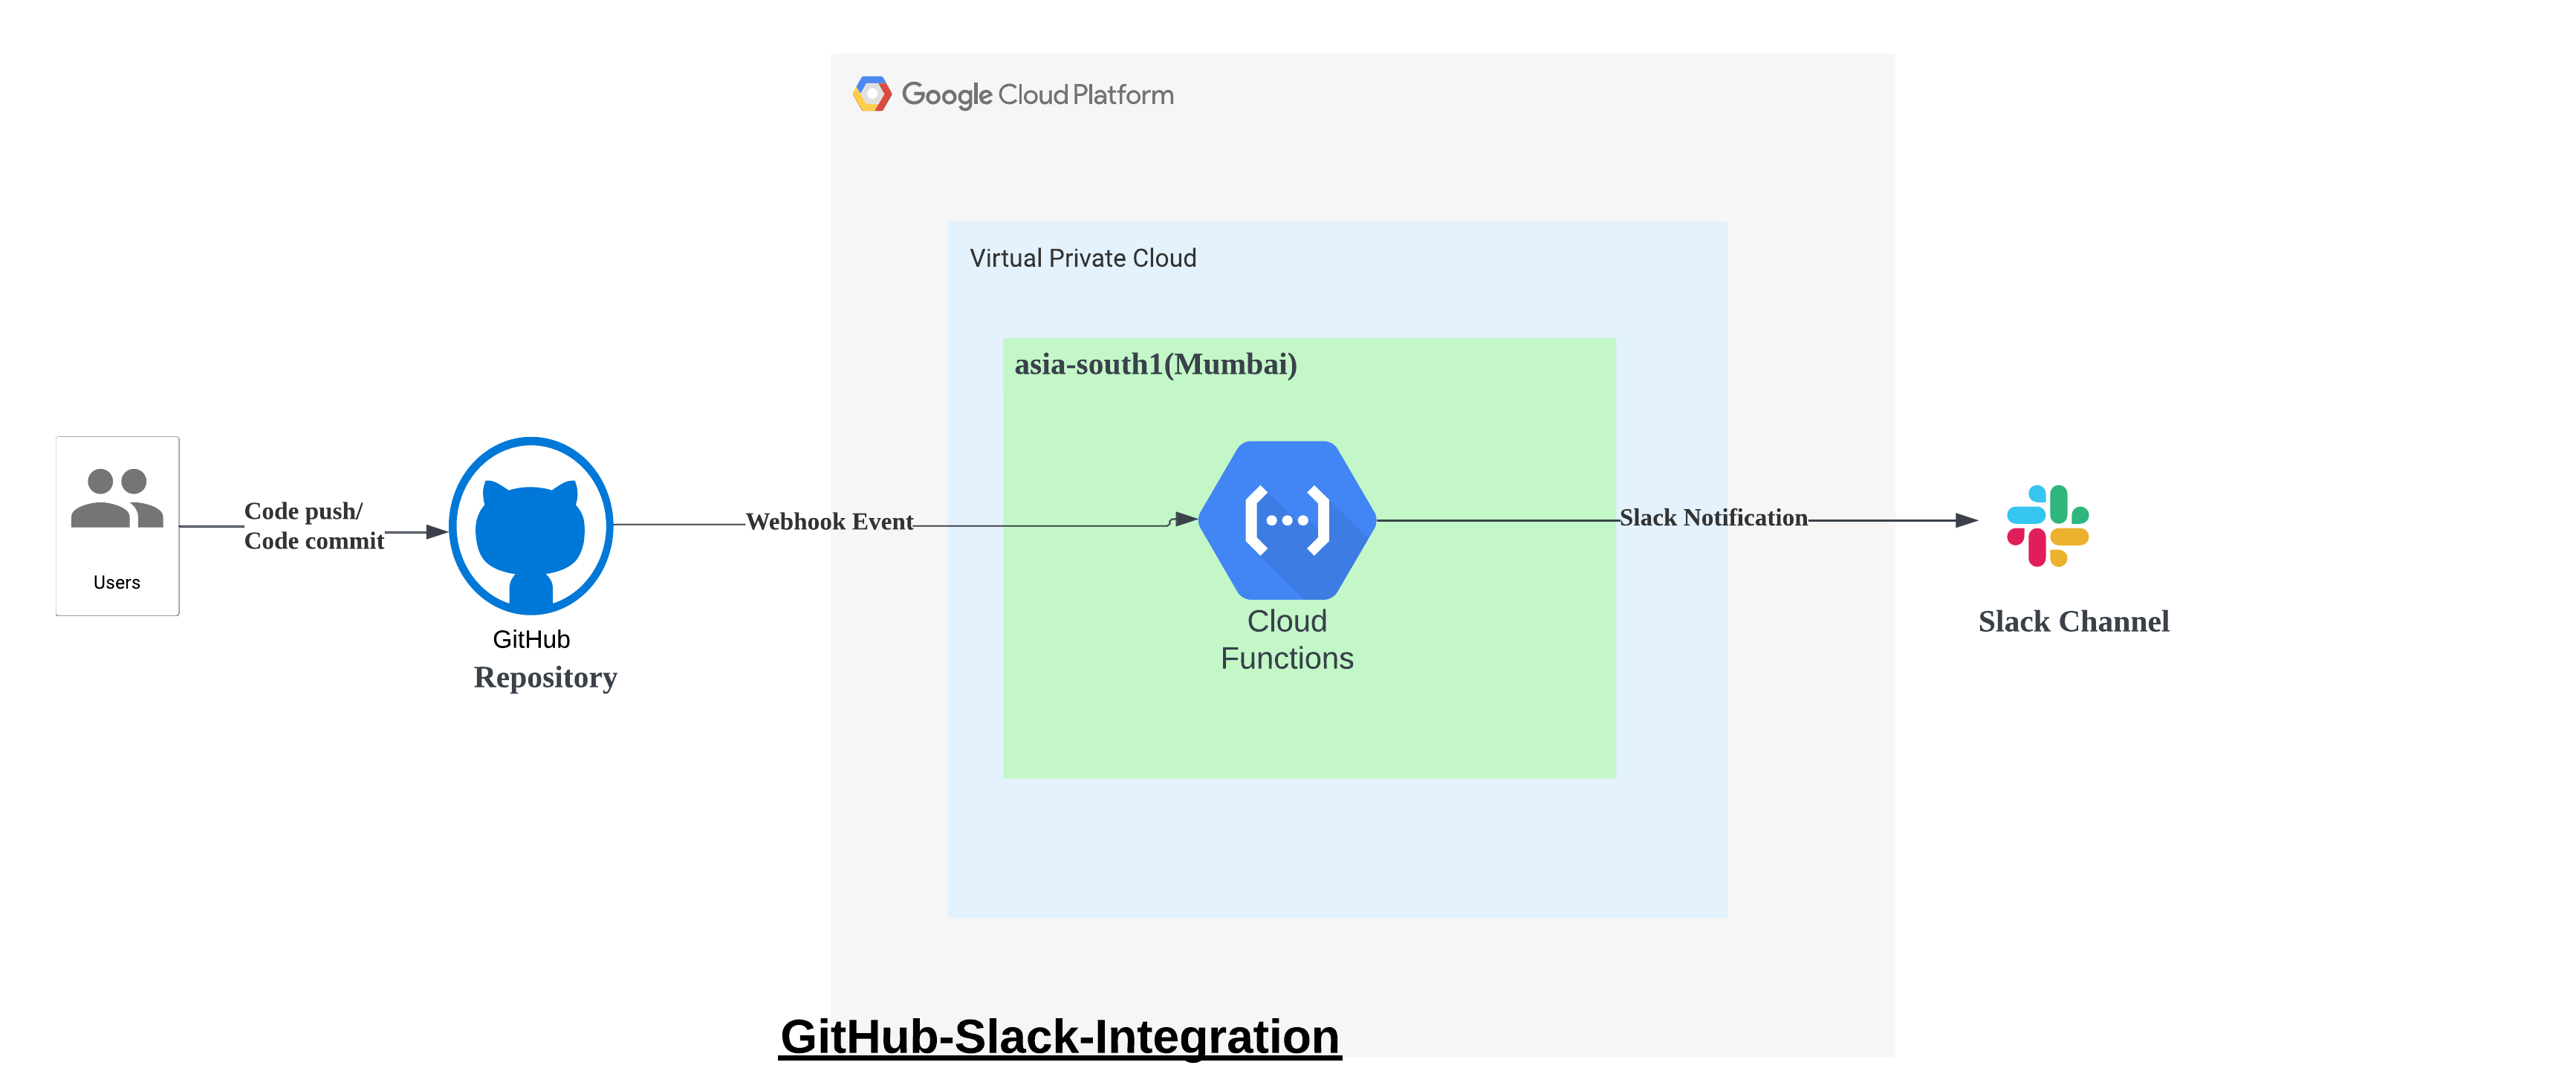 Google Cloud Platform
Virtual Private Cloud
asia-south1(Mumbai)
Users
Code push/
Code commit
GitHub
Repository
Webhook Event
Cloud
Functions
Slack Notification
Slack Channel
GitHub-Slack-Integration